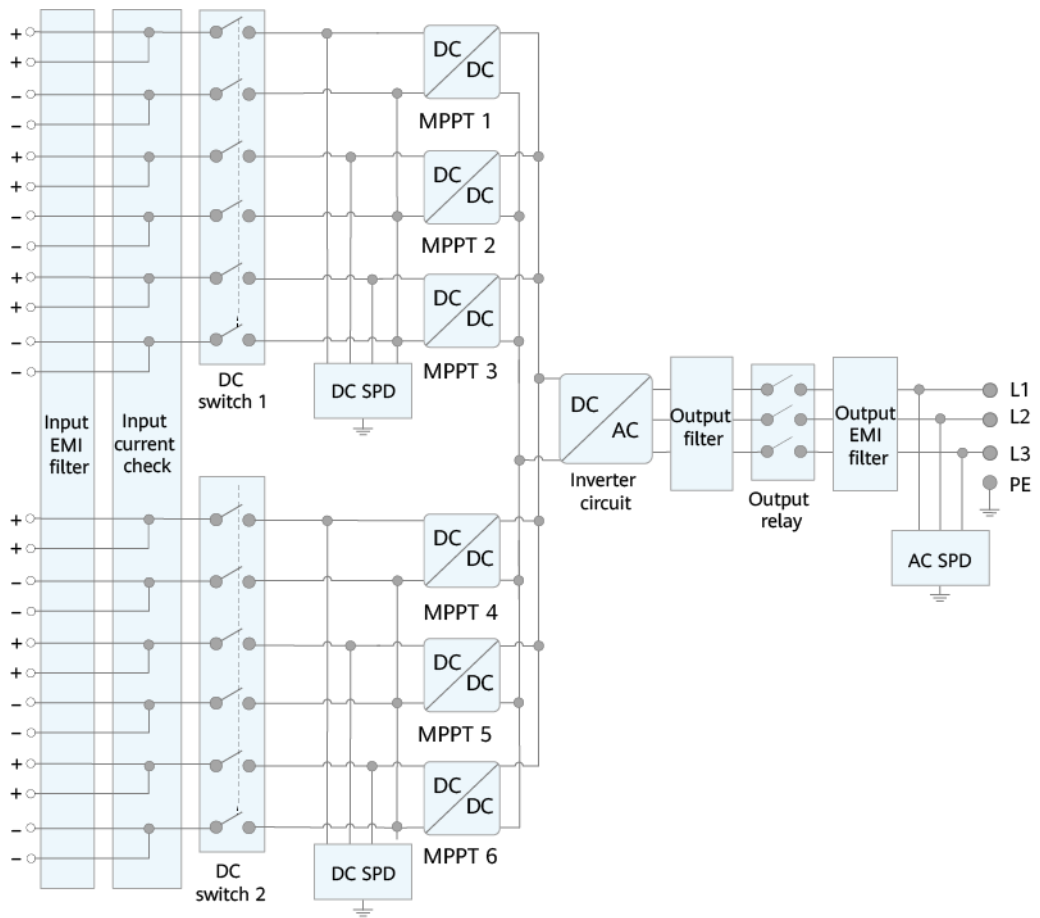 +
+
−
−
+
+
−
−
+
+
−
−
DC
DC
MPPT 1
DC
DC
MPPT 2
DC
DC
MPPT 3
DC
switch 1
DC SPD
Input
EMI
filter
Input
current
check
DC
AC
Inverter
circuit
Output
filter
Output
relay
Output
EMI
filter
L1
L2
L3
PE
AC SPD
+
+
−
−
+
+
−
−
+
+
−
−
DC
DC
MPPT 4
DC
DC
MPPT 5
DC
DC
MPPT 6
DC
switch 2
DC SPD